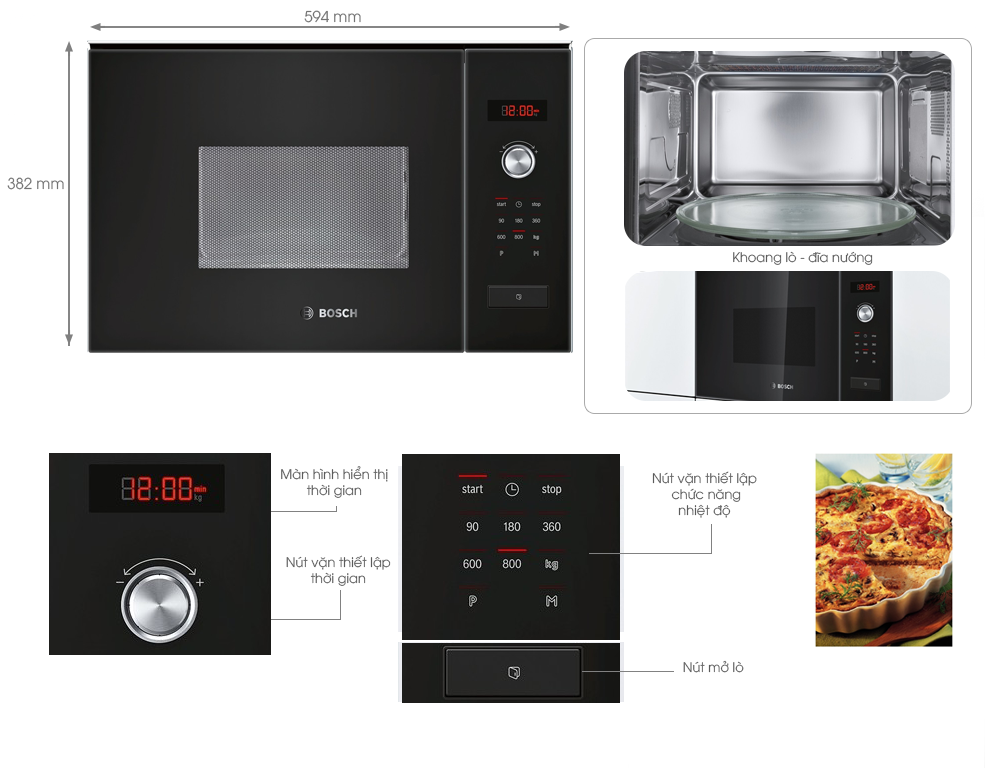 594 mm
382 mm
12:00 min
start stop
90 180 360
600 800 kg
P M
BOSCH
Khoang lò - đĩa nướng
BOSCH
12:00 min
kg
Màn hình hiển thị
thời gian
Nút vặn thiết lập
thời gian
- +
start stop
90 180 360
600 800 kg
P M
Nút vặn thiết lập
chức năng
nhiệt độ
Nút mở lò